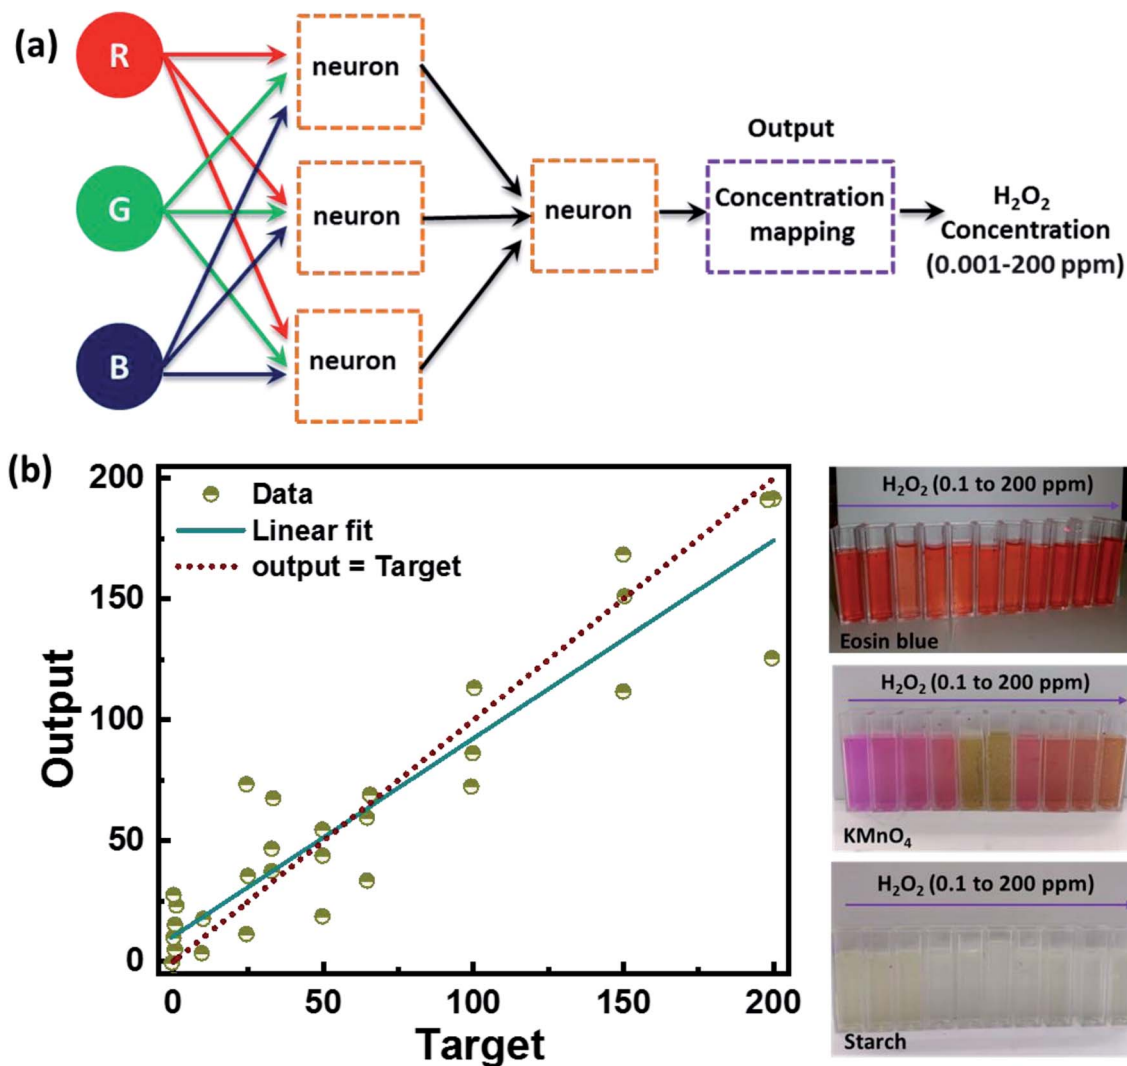 (a)
R
G
B
neuron
neuron
neuron
neuron
Output
Concentration
mapping
H₂O₂
Concentration
(0.001-200 ppm)
(b)
200
150
100
50
0
Output
Data
Linear fit
output = Target
0
50
100
150
200
Target
H₂O₂ (0.1 to 200 ppm)
Eosin blue
H₂O₂ (0.1 to 200 ppm)
KMnO₄
H₂O₂ (0.1 to 200 ppm)
Starch